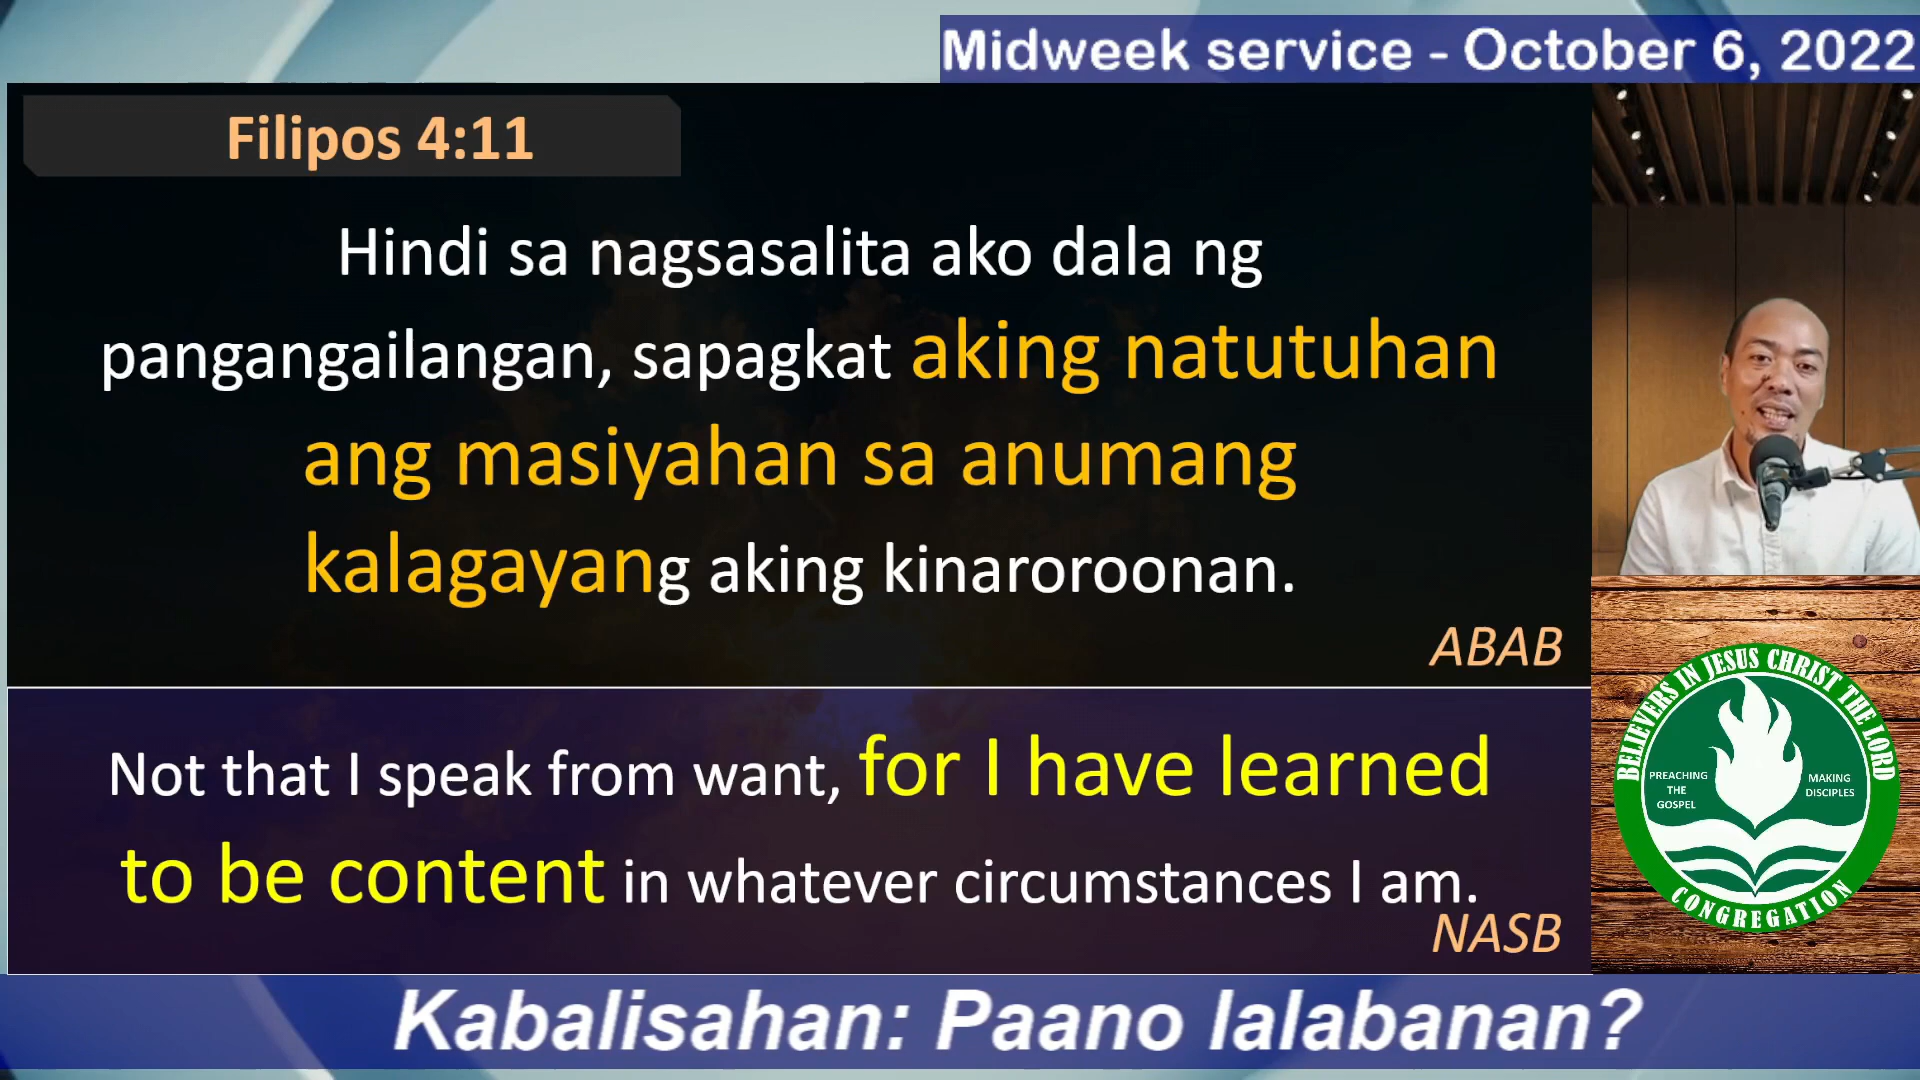 Midweek service - October 6, 2022
Filipos 4:11
Hindi sa nagsasalita ako dala ng
pangangailangan, sapagkat aking natutuhan
ang masiyahan sa anumang
kalagayang aking kinaroroonan.
ABAB
Not that I speak from want, for I have learned
to be content in whatever circumstances I am.
NASB
BELIEVERS IN JESUS CHRIST THE LORD
PREACHING
THE
GOSPEL
MAKING
DISCIPLES
CONGREGATION
Kabalisahan: Paano lalabanan?